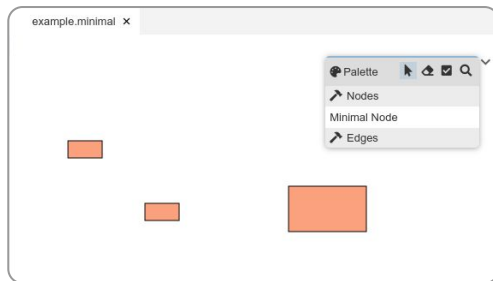 example.minimal ×
Palette
Nodes
Minimal Node
Edges